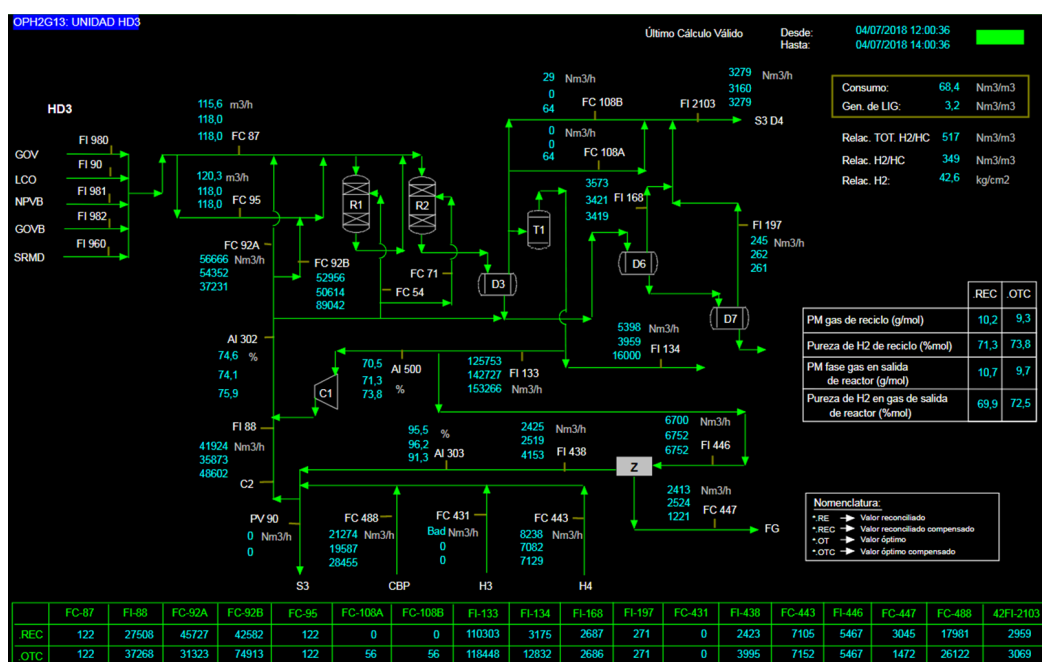 OPH2G13: UNIDAD HD3
Último Cálculo Válido
Desde: 04/07/2018 12:00:36
Hasta: 04/07/2018 14:00:36
HD3
Consumo: 68,4 Nm3/m3
Gen. de LIG: 3,2 Nm3/m3
Relac. TOT. H2/HC 517 Nm3/m3
Relac. H2/HC 349 Nm3/m3
Relac. H2: 42,6 kg/cm2
GOV
FI 980
LCO
FI 90
NPVB
FI 981
GOVB
FI 982
SRMD
FI 960
115,6 m3/h
118,0
118,0 FC 87
120,3 m3/h
118,0
118,0 FC 95
29 Nm3/h
0
64
FC 108B
0 Nm3/h
0
64
FC 108A
3279 Nm3/h
3160
3279
FI 2103
S3 D4
3573
3421
3419
FI 168
FI 197
245 Nm3/h
262
261
R1
R2
T1
D3
D6
D7
FC 92A
56666 Nm3/h
54352
37231
FC 92B
52956
50614
89042
FC 71
FC 54
AI 302
74,6 %
74,1
75,9
70,5
71,3
73,8 %
AI 500
125753
142727
153266 Nm3/h
FI 133
5398 Nm3/h
3959
16000
FI 134
C1
FI 88
41924 Nm3/h
35873
48602
C2
95,5 %
96,2
91,3
AI 303
2425 Nm3/h
2519
4153
FI 438
6700 Nm3/h
6752
6752
FI 446
Z
2413 Nm3/h
2524
1221
FC 447
FG
PV 90
0 Nm3/h
0
FC 488
21274 Nm3/h
19587
28455
FC 431
Bad Nm3/h
0
0
FC 443
8238 Nm3/h
7082
7129
S3
CBP
H3
H4
.REC .OTC
PM gas de reciclo (g/mol) 10,2 9,3
Pureza de H2 de reciclo (%mol) 71,3 73,8
PM fase gas en salida
de reactor (g/mol) 10,7 9,7
Pureza de H2 en gas de salida
de reactor (%mol) 69,9 72,5
Nomenclatura:
*.RE Valor reconciliado
*.REC Valor reconciliado compensado
*.OT Valor óptimo
*.OTC Valor óptimo compensado
FC-87 FI-88 FC-92A FC-92B FC-95 FC-108A FC-108B FI-133 FI-134 FI-168 FI-197 FC-431 FI-438 FC-443 FI-446 FC-447 FC-488 42FI-2103
.REC 122 27508 45727 42582 122 0 0 110303 3175 2687 271 0 2423 7105 5467 3045 17981 2959
.OTC 122 37268 31323 74913 122 56 56 118448 12832 2686 271 0 3995 7152 5467 1472 26122 3069